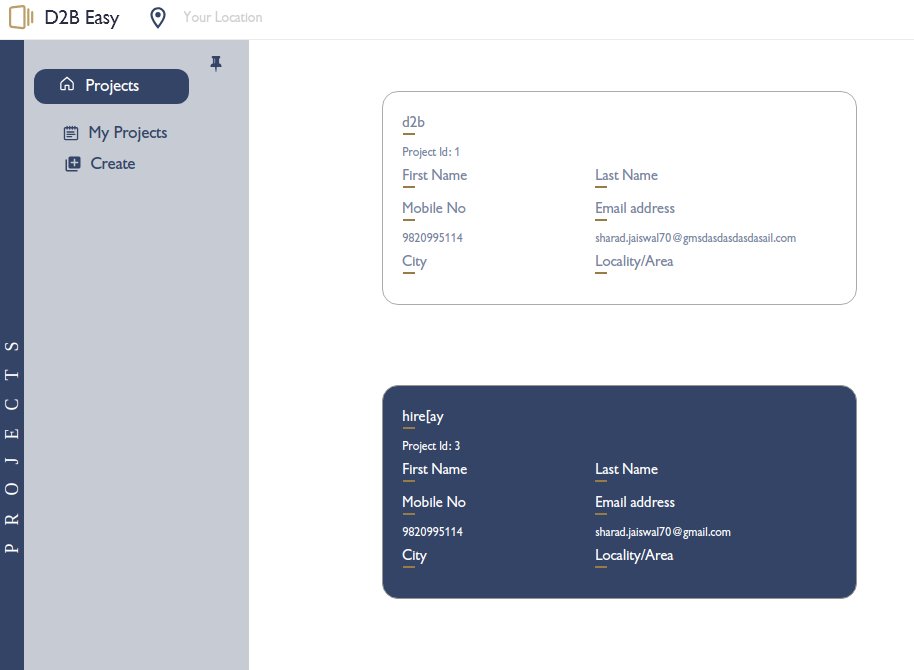 D2B Easy Your Location
Projects
My Projects
Create
PROJECTS
d2b
Project Id: 1
First Name Last Name
Mobile No Email address
9820995114 sharad.jaiswal70@gmsdasdasdasdasail.com
City Locality/Area
hire[ay
Project Id: 3
First Name Last Name
Mobile No Email address
9820995114 sharad.jaiswal70@gmail.com
City Locality/Area